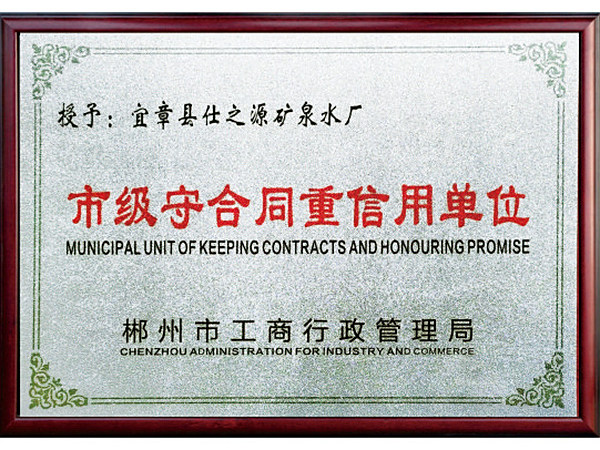 授予：宜章县仕之源矿泉水厂
市级守合同重信用单位
MUNICIPAL UNIT OF KEEPING CONTRACTS AND HONOURING PROMISE
郴州市工商行政管理局
CHENZHOU ADMINISTRATION FOR INDUSTRY AND COMMERCE